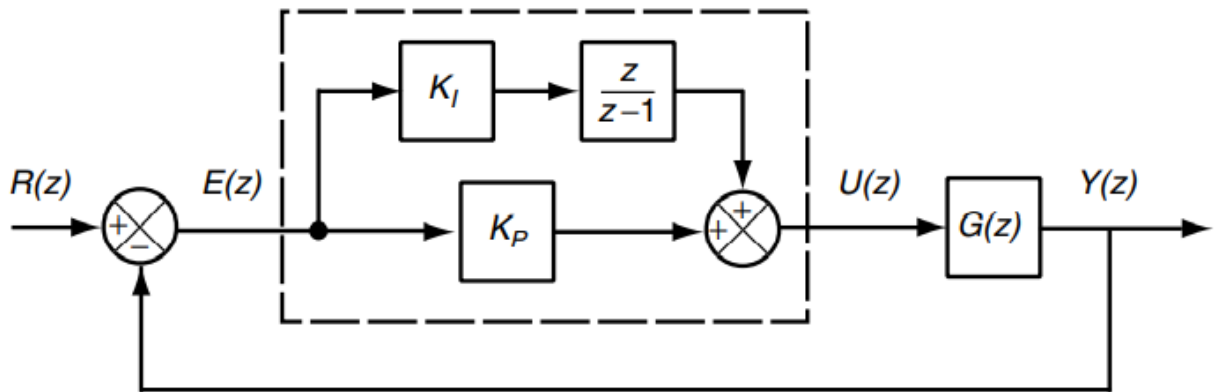 K_I
z
z−1
R(z)
E(z)
U(z)
Y(z)
+
−
K_P
+
+
G(z)